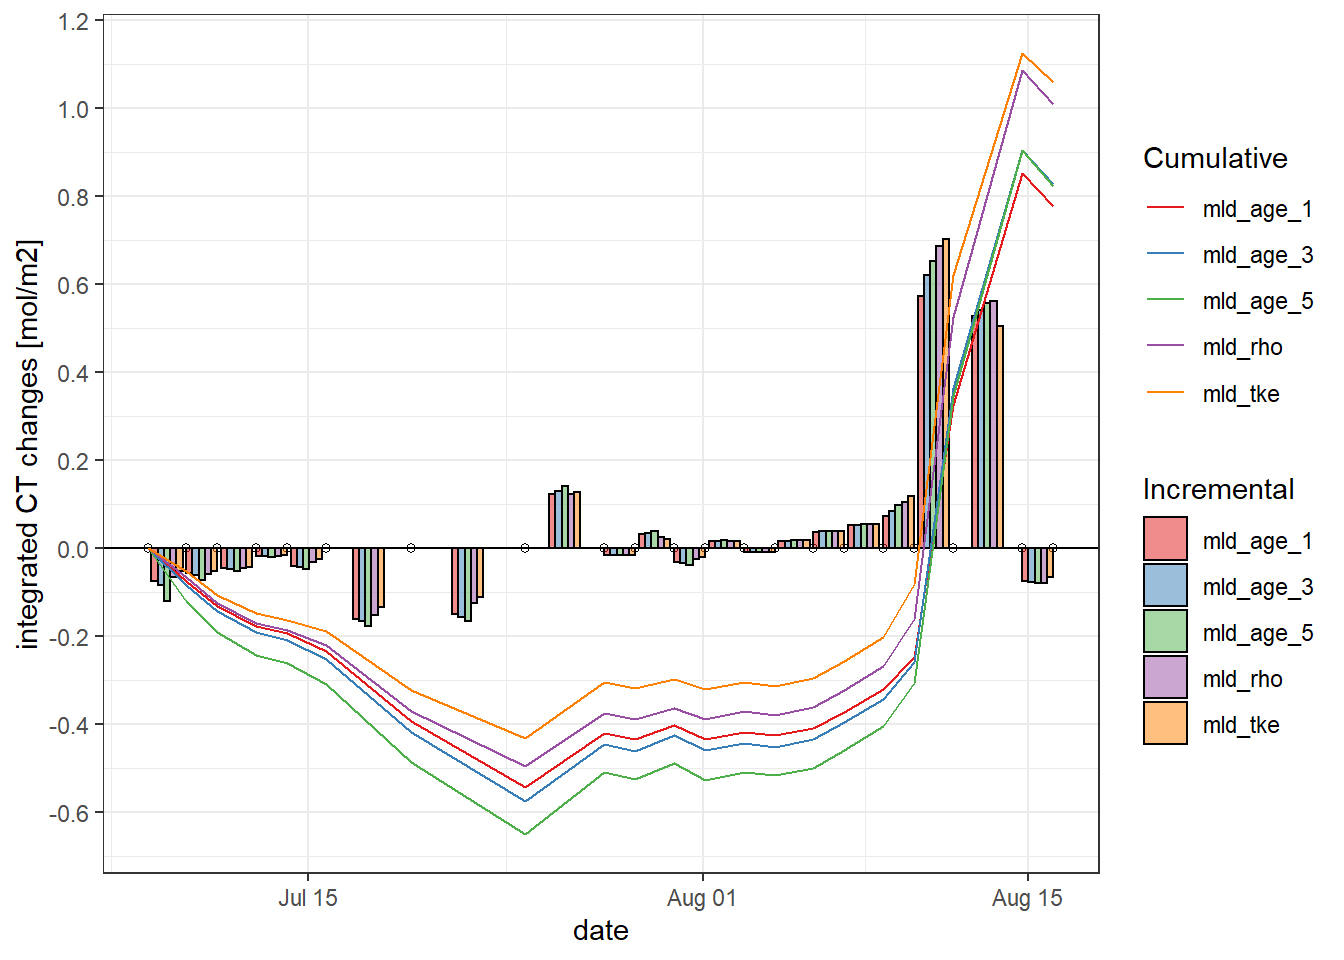 integrated CT changes [mol/m2]
1.2
1.0
0.8
0.6
0.4
0.2
0.0
-0.2
-0.4
-0.6
Jul 15
Aug 01
Aug 15
date
Cumulative
mld_age_1
mld_age_3
mld_age_5
mld_rho
mld_tke
Incremental
mld_age_1
mld_age_3
mld_age_5
mld_rho
mld_tke